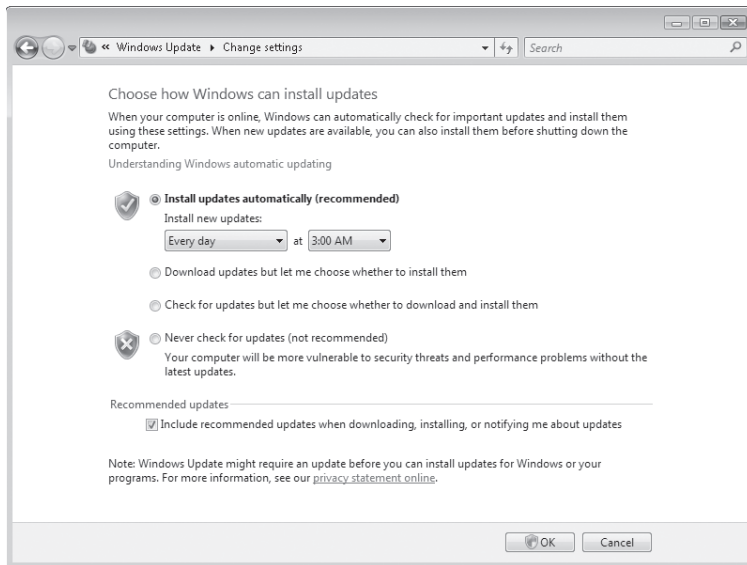 « Windows Update ▸ Change settings
Search
Choose how Windows can install updates
When your computer is online, Windows can automatically check for important updates and install them
using these settings. When new updates are available, you can also install them before shutting down the
computer.
Understanding Windows automatic updating
Install updates automatically (recommended)
Install new updates:
Every day at 3:00 AM
Download updates but let me choose whether to install them
Check for updates but let me choose whether to download and install them
Never check for updates (not recommended)
Your computer will be more vulnerable to security threats and performance problems without the
latest updates.
Recommended updates
Include recommended updates when downloading, installing, or notifying me about updates
Note: Windows Update might require an update before you can install updates for Windows or your
programs. For more information, see our privacy statement online.
OK Cancel